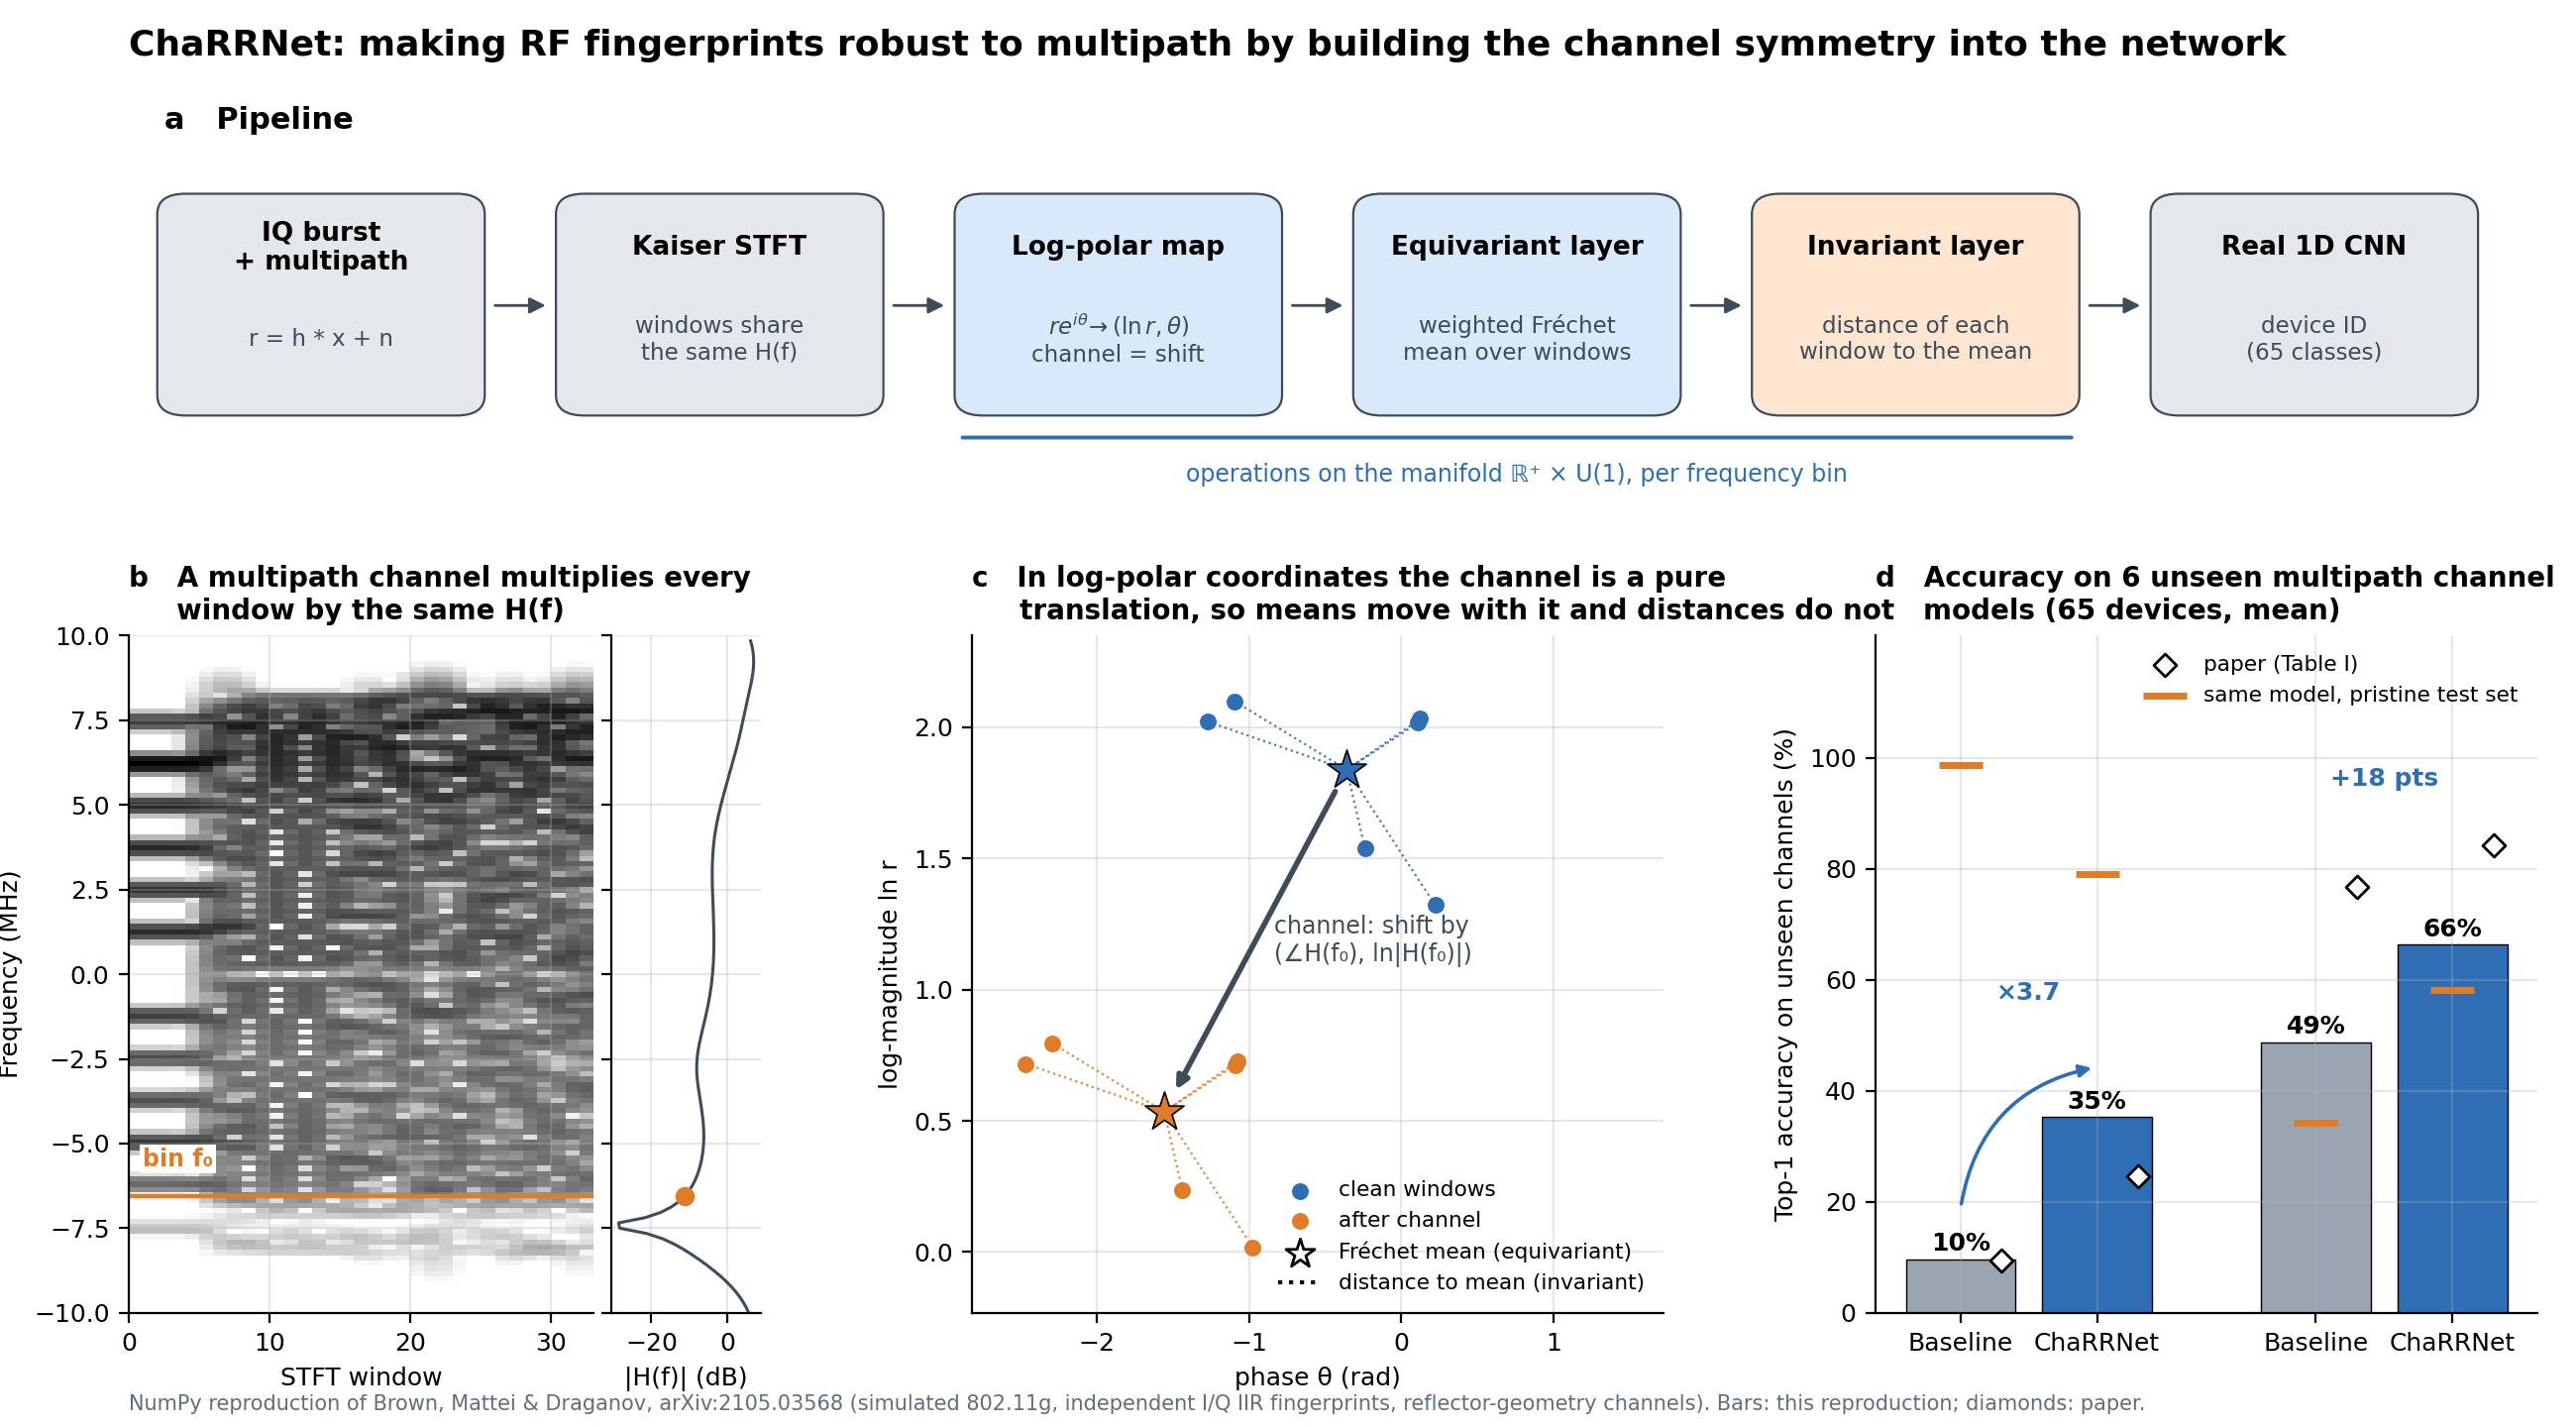 ChaRRNet: making RF fingerprints robust to multipath by building the channel symmetry into the network
a Pipeline
IQ burst
+ multipath
r = h * x + n
Kaiser STFT
windows share
the same H(f)
Log-polar map
re^{iθ} → (ln r, θ)
channel = shift
Equivariant layer
weighted Fréchet
mean over windows
Invariant layer
distance of each
window to the mean
Real 1D CNN
device ID
(65 classes)
operations on the manifold ℝ⁺ × U(1), per frequency bin
b A multipath channel multiplies every
window by the same H(f)
Frequency (MHz)
10.0
7.5
5.0
2.5
0.0
−2.5
−5.0
−7.5
−10.0
bin f₀
0
10
20
30
STFT window
−20
0
|H(f)| (dB)
c In log-polar coordinates the channel is a pure
translation, so means move with it and distances do not
log-magnitude ln r
2.0
1.5
1.0
0.5
0.0
channel: shift by
(∠H(f₀), ln|H(f₀)|)
clean windows
after channel
Fréchet mean (equivariant)
distance to mean (invariant)
−2
−1
0
1
phase θ (rad)
d Accuracy on 6 unseen multipath channel
models (65 devices, mean)
paper (Table I)
same model, pristine test set
Top-1 accuracy on unseen channels (%)
100
80
60
40
20
0
+18 pts
×3.7
10%
35%
49%
66%
Baseline
ChaRRNet
Baseline
ChaRRNet
NumPy reproduction of Brown, Mattei & Draganov, arXiv:2105.03568 (simulated 802.11g, independent I/Q IIR fingerprints, reflector-geometry channels). Bars: this reproduction; diamonds: paper.